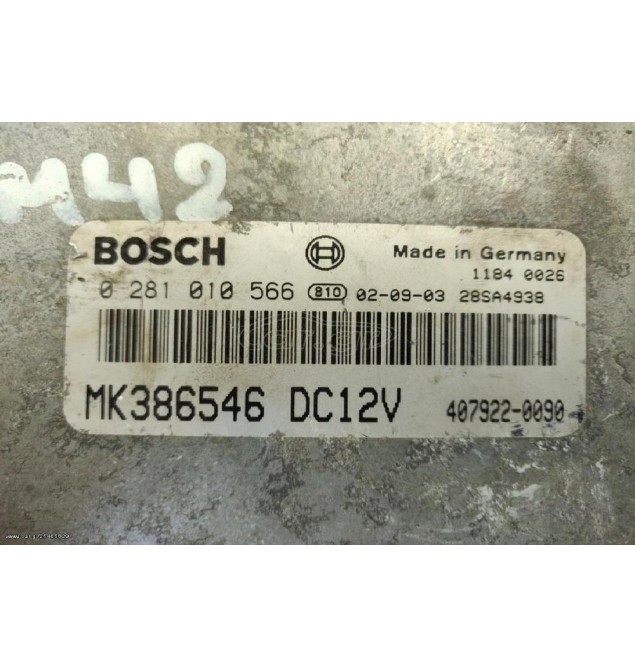 M42
BOSCH
Made in Germany
1184 0026
0 281 010 566 810 02-09-03 28SA4938
MK386546 DC12V 407922-0090